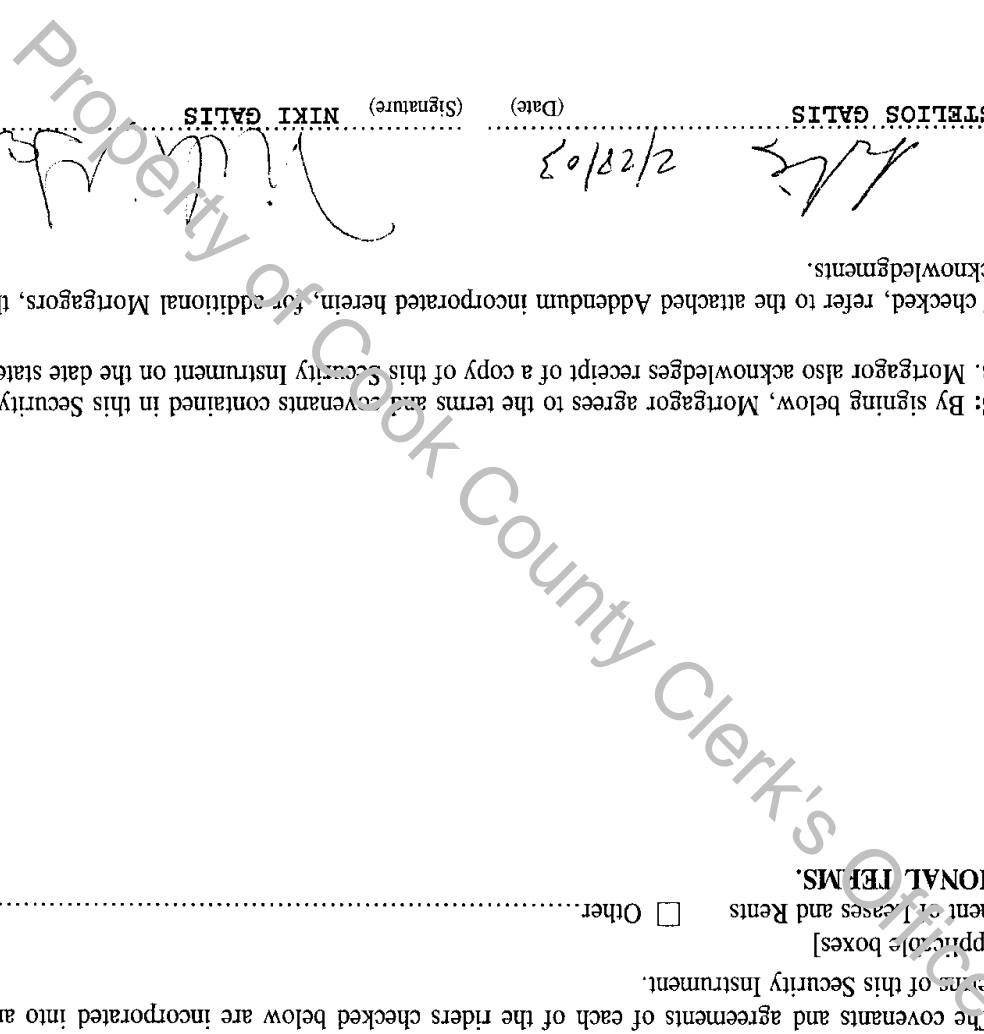 he covenants and agreements of each of the riders checked below are incorporated into an
of this Security Instrument.
pplicable boxes]
ent of Leases and Rents ☐ Other
IONAL TERMS.
: By signing below, Mortgagor agrees to the terms and covenants contained in this Security
. Mortgagor also acknowledges receipt of a copy of this Security Instrument on the date state
checked, refer to the attached Addendum incorporated herein, for additional Mortgagors, th
cknowledgments.
2/28/03
STELIOS GALIS (Date) (Signature) NIKI GALIS
Property of Cook County Clerk's Office